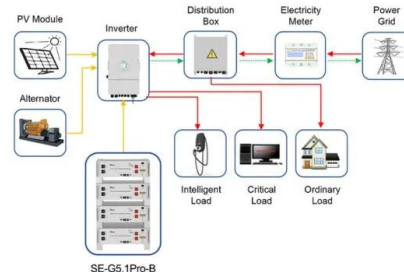 PV Module
Inverter
Distribution
Box
Electricity
Meter
Power
Grid
Alternator
Intelligent
Load
Critical
Load
Ordinary
Load
SE-G5.1Pro-B